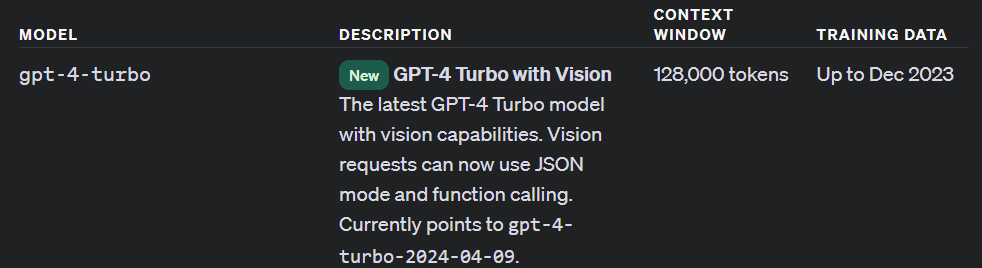 MODEL DESCRIPTION CONTEXT WINDOW TRAINING DATA
gpt-4-turbo New GPT-4 Turbo with Vision 128,000 tokens Up to Dec 2023
The latest GPT-4 Turbo model
with vision capabilities. Vision
requests can now use JSON
mode and function calling.
Currently points to gpt-4-
turbo-2024-04-09.